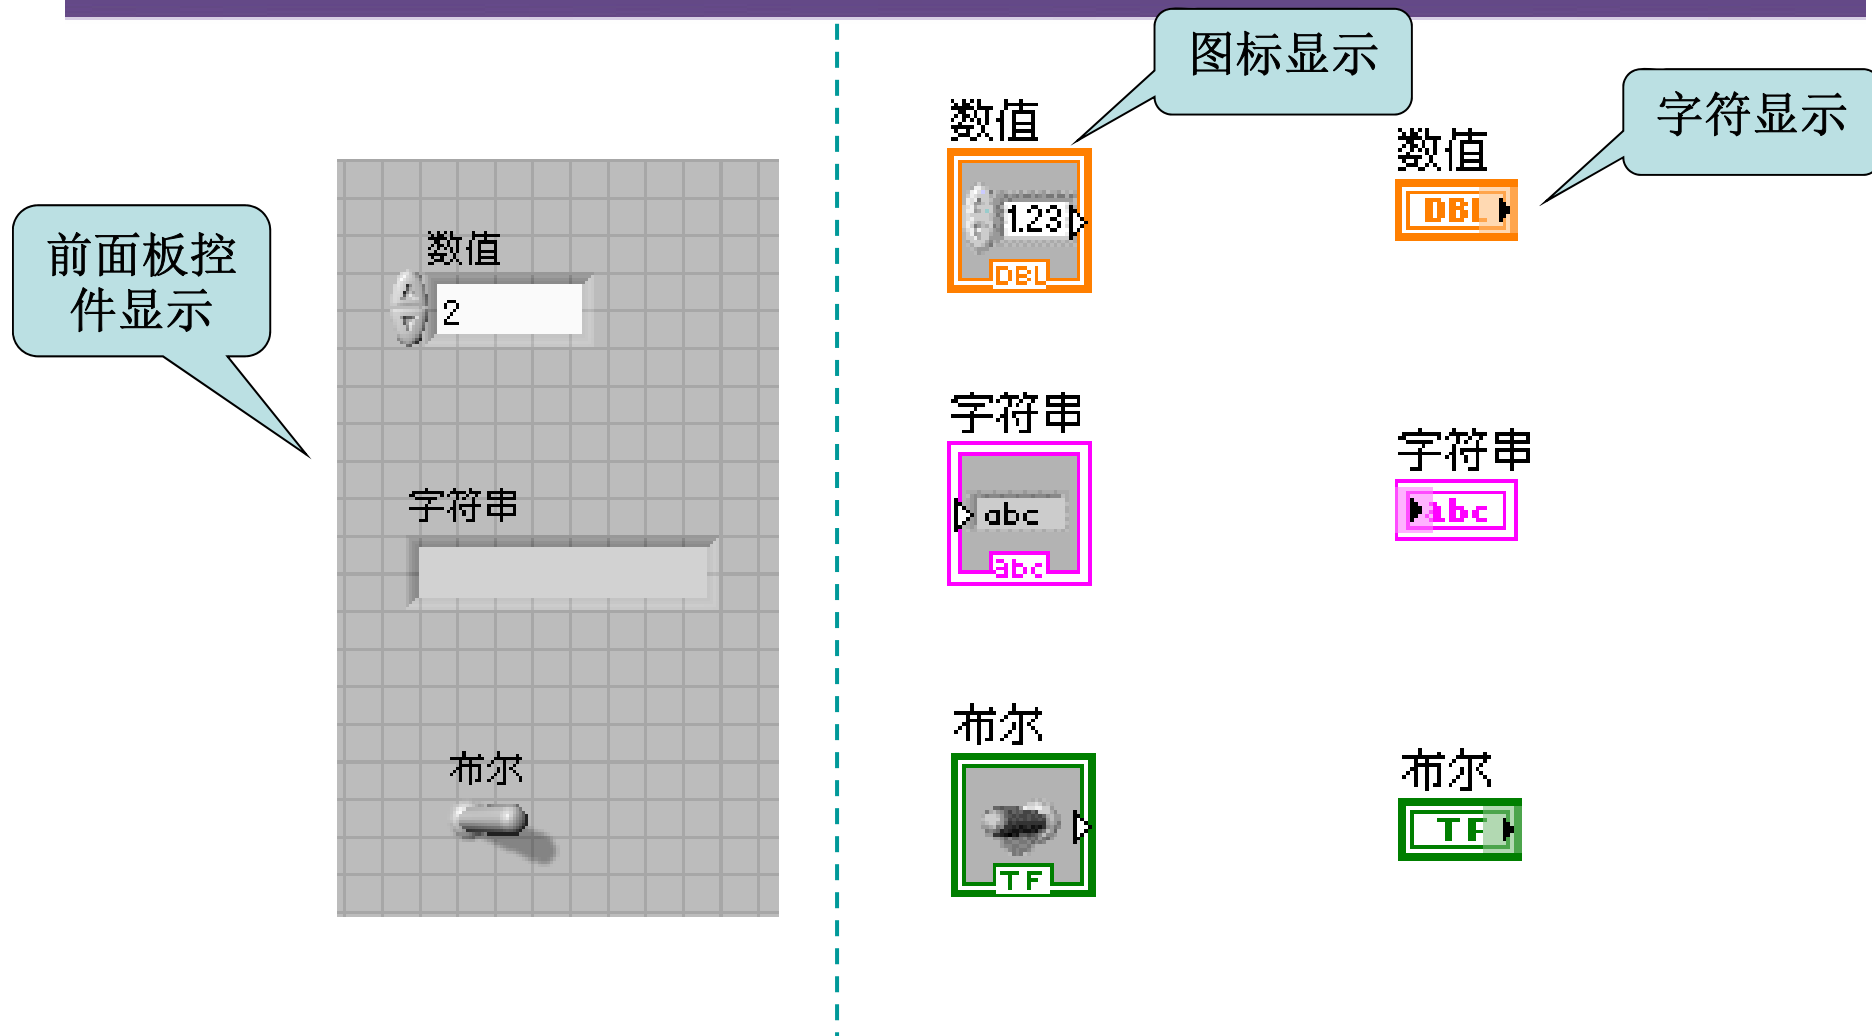 前面板控
件显示
数值
2
字符串
布尔
图标显示
数值
1.23
DBL
字符串
abc
abc
布尔
TF
字符显示
数值
DBL
字符串
abc
布尔
TF